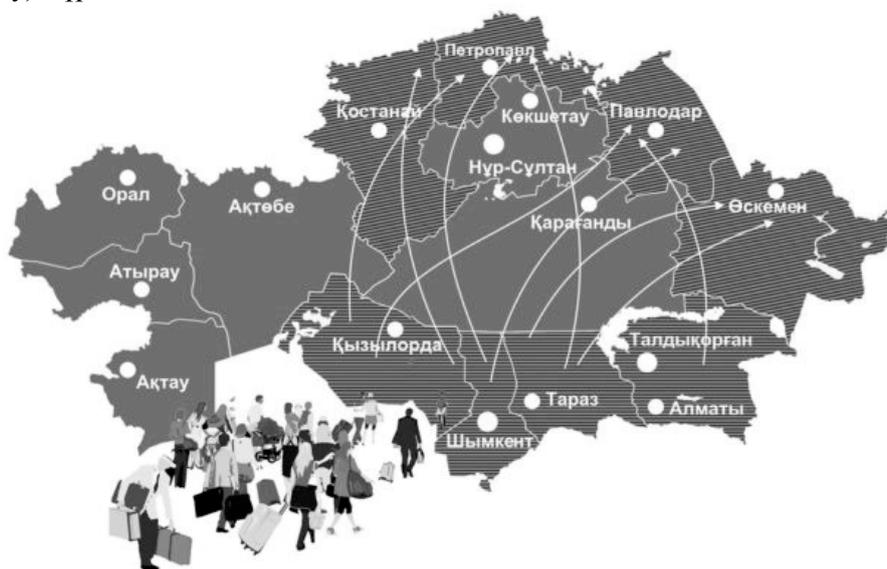 Петропавл
Қостанай
Көкшетау
Павлодар
Нұр-Сұлтан
Орал
Ақтөбе
Қарағанды
Өскемен
Атырау
Қызылорда
Талдықорған
Ақтау
Тараз
Алматы
Шымкент